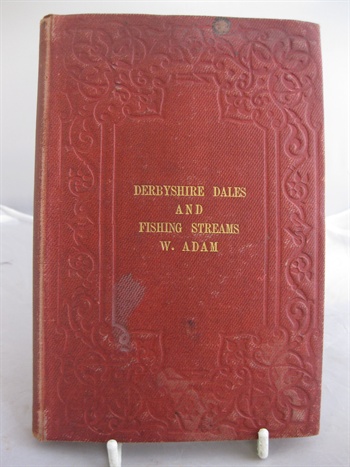 DERBYSHIRE DALES
AND
FISHING STREAMS
W. ADAM